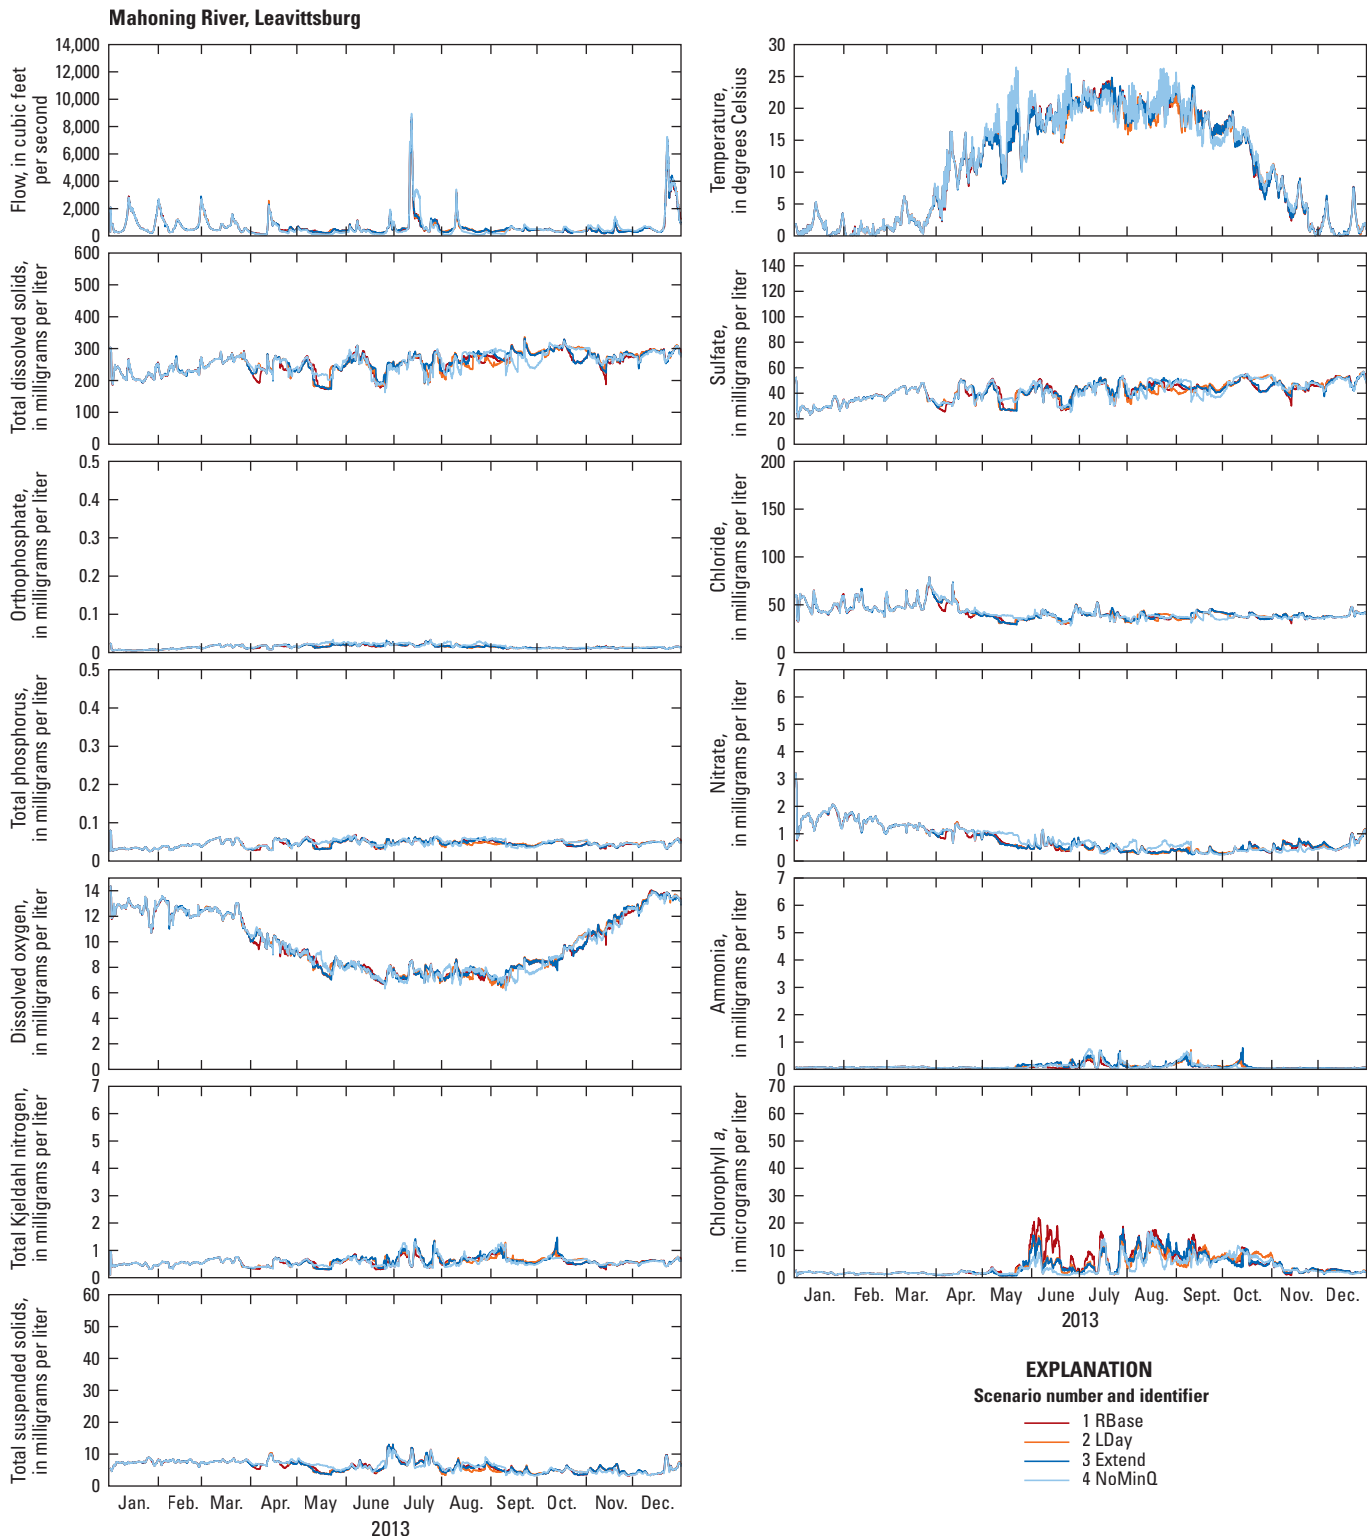 Mahoning River, Leavittsburg
Flow, in cubic feet
per second
14,000
12,000
10,000
8,000
6,000
4,000
2,000
0
Total dissolved solids,
in milligrams per liter
600
500
400
300
200
100
0
Orthophosphate,
in milligrams per liter
0.5
0.4
0.3
0.2
0.1
0
Total phosphorus,
in milligrams per liter
0.5
0.4
0.3
0.2
0.1
0
Dissolved oxygen,
in milligrams per liter
14
12
10
8
6
4
2
0
Total Kjeldahl nitrogen,
in milligrams per liter
7
6
5
4
3
2
1
0
Total suspended solids,
in milligrams per liter
60
50
40
30
20
10
0
Jan. Feb. Mar. Apr. May June July Aug. Sept. Oct. Nov. Dec.
2013
Temperature,
in degrees Celsius
30
25
20
15
10
5
0
Sulfate,
in milligrams per liter
140
120
100
80
60
40
20
0
Chloride,
in milligrams per liter
200
150
100
50
0
Nitrate,
in milligrams per liter
7
6
5
4
3
2
1
0
Ammonia,
in milligrams per liter
7
6
5
4
3
2
1
0
Chlorophyll a,
in micrograms per liter
70
60
50
40
30
20
10
0
Jan. Feb. Mar. Apr. May June July Aug. Sept. Oct. Nov. Dec.
2013
EXPLANATION
Scenario number and identifier
1 RBase
2 LDay
3 Extend
4 NoMinQ